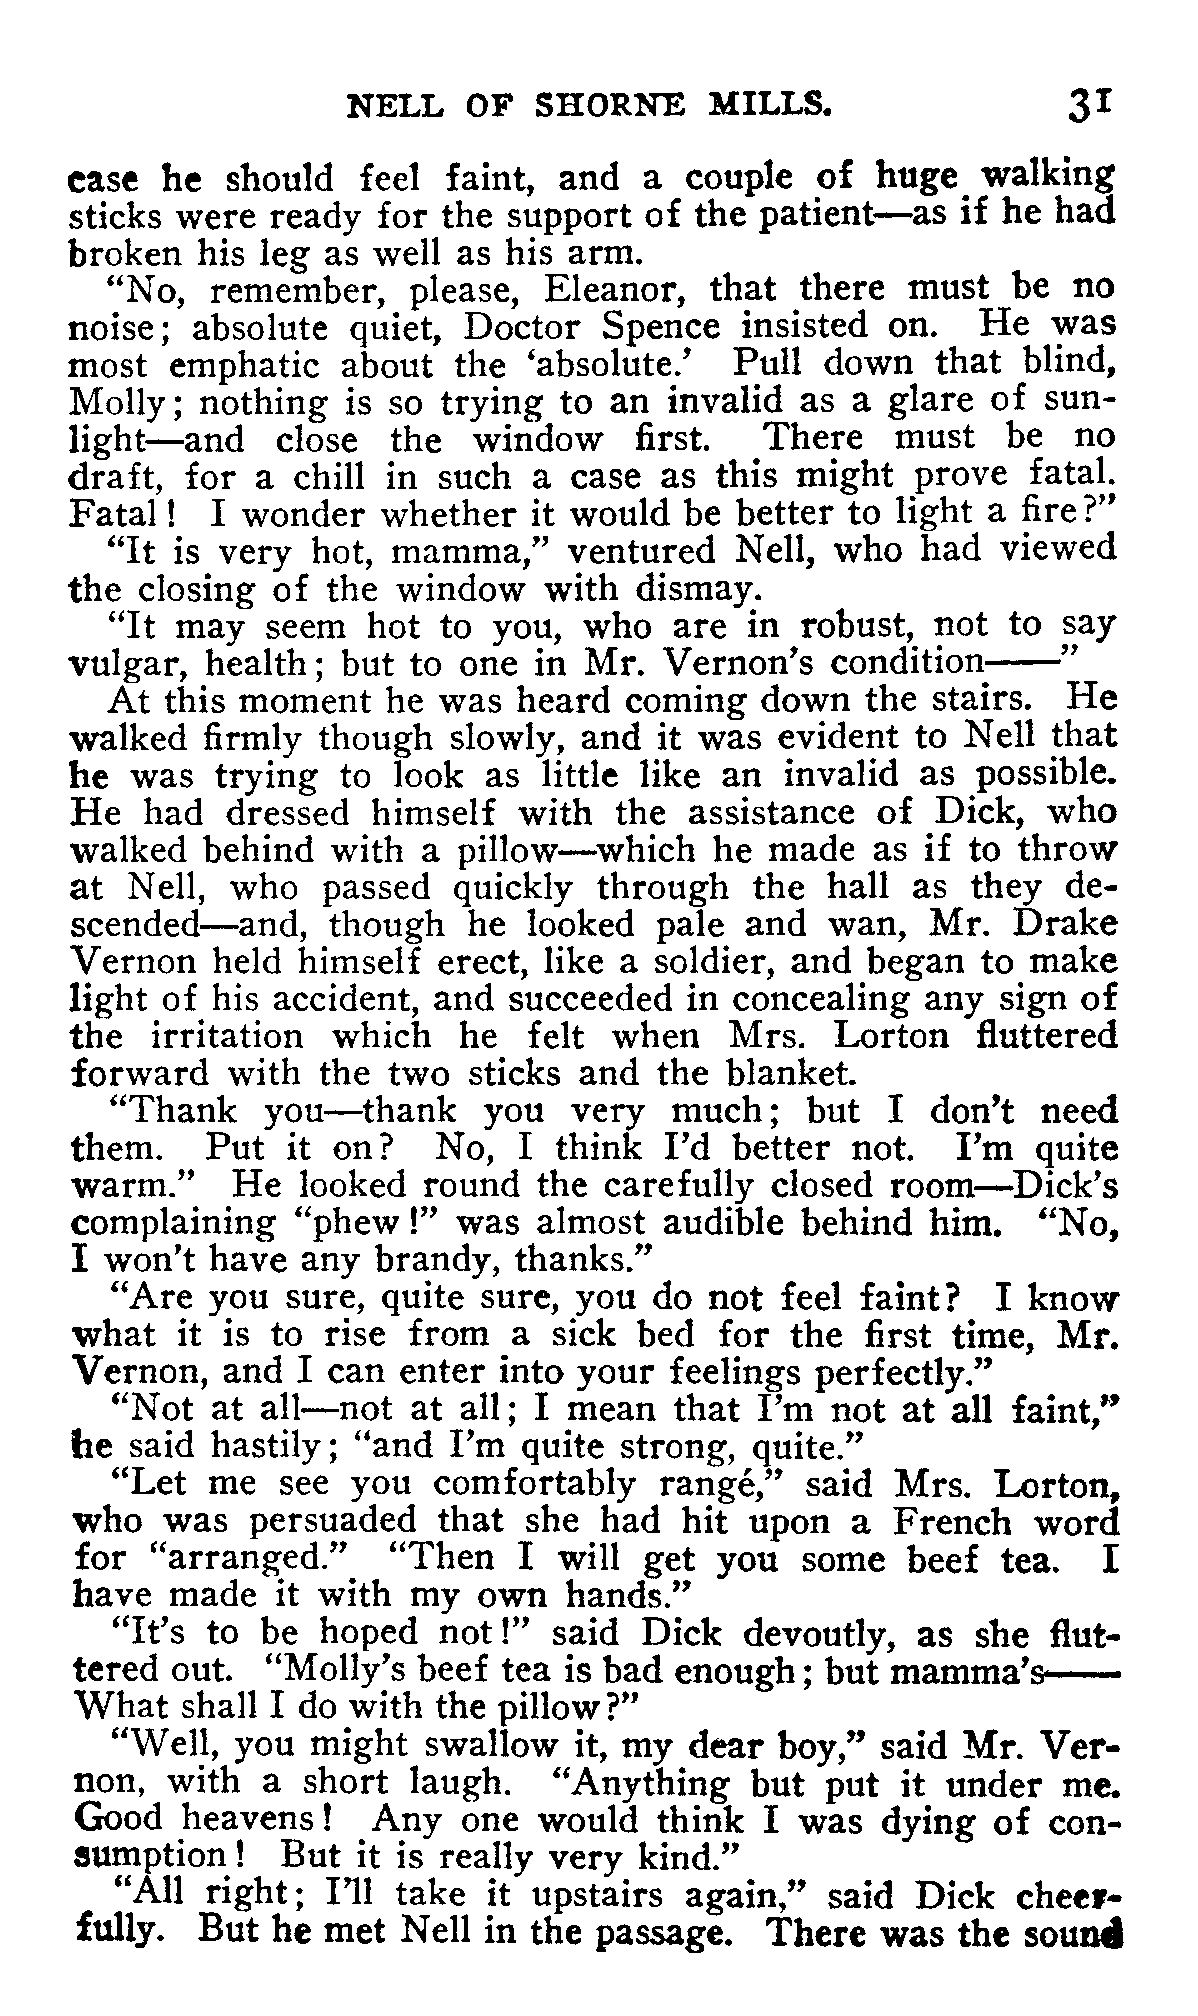 NELL OF SHORNE MILLS. 31
case he should feel faint, and a couple of huge walking
sticks were ready for the support of the patient—as if he had
broken his leg as well as his arm.
“No, remember, please, Eleanor, that there must be no
noise; absolute quiet, Doctor Spence insisted on. He was
most emphatic about the ‘absolute.’ Pull down that blind,
Molly; nothing is so trying to an invalid as a glare of sun-
light—and close the window first. There must be no
draft, for a chill in such a case as this might prove fatal.
Fatal! I wonder whether it would be better to light a fire?”
“It is very hot, mamma,” ventured Nell, who had viewed
the closing of the window with dismay.
“It may seem hot to you, who are in robust, not to say
vulgar, health; but to one in Mr. Vernon’s condition——”
At this moment he was heard coming down the stairs. He
walked firmly though slowly, and it was evident to Nell that
he was trying to look as little like an invalid as possible.
He had dressed himself with the assistance of Dick, who
walked behind with a pillow—which he made as if to throw
at Nell, who passed quickly through the hall as they de-
scended—and, though he looked pale and wan, Mr. Drake
Vernon held himself erect, like a soldier, and began to make
light of his accident, and succeeded in concealing any sign of
the irritation which he felt when Mrs. Lorton fluttered
forward with the two sticks and the blanket.
“Thank you—thank you very much; but I don’t need
them. Put it on? No, I think I’d better not. I’m quite
warm.” He looked round the carefully closed room—Dick’s
complaining “phew!” was almost audible behind him. “No,
I won’t have any brandy, thanks.”
“Are you sure, quite sure, you do not feel faint? I know
what it is to rise from a sick bed for the first time, Mr.
Vernon, and I can enter into your feelings perfectly.”
“Not at all—not at all; I mean that I’m not at all faint,”
he said hastily; “and I’m quite strong, quite.”
“Let me see you comfortably rangé,” said Mrs. Lorton,
who was persuaded that she had hit upon a French word
for “arranged.” “Then I will get you some beef tea. I
have made it with my own hands.”
“It’s to be hoped not!” said Dick devoutly, as she flut-
tered out. “Molly’s beef tea is bad enough; but mamma’s——
What shall I do with the pillow?”
“Well, you might swallow it, my dear boy,” said Mr. Ver-
non, with a short laugh. “Anything but put it under me.
Good heavens! Any one would think I was dying of con-
sumption! But it is really very kind.”
“All right; I’ll take it upstairs again,” said Dick cheer-
fully. But he met Nell in the passage. There was the sound